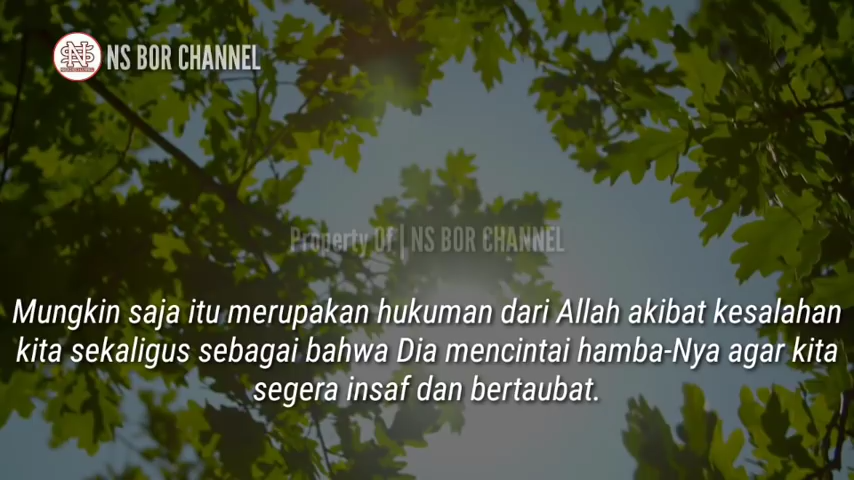 NS BOR CHANNEL
Property Of | NS BOR CHANNEL
Mungkin saja itu merupakan hukuman dari Allah akibat kesalahan
kita sekaligus sebagai bahwa Dia mencintai hamba-Nya agar kita
segera insaf dan bertaubat.